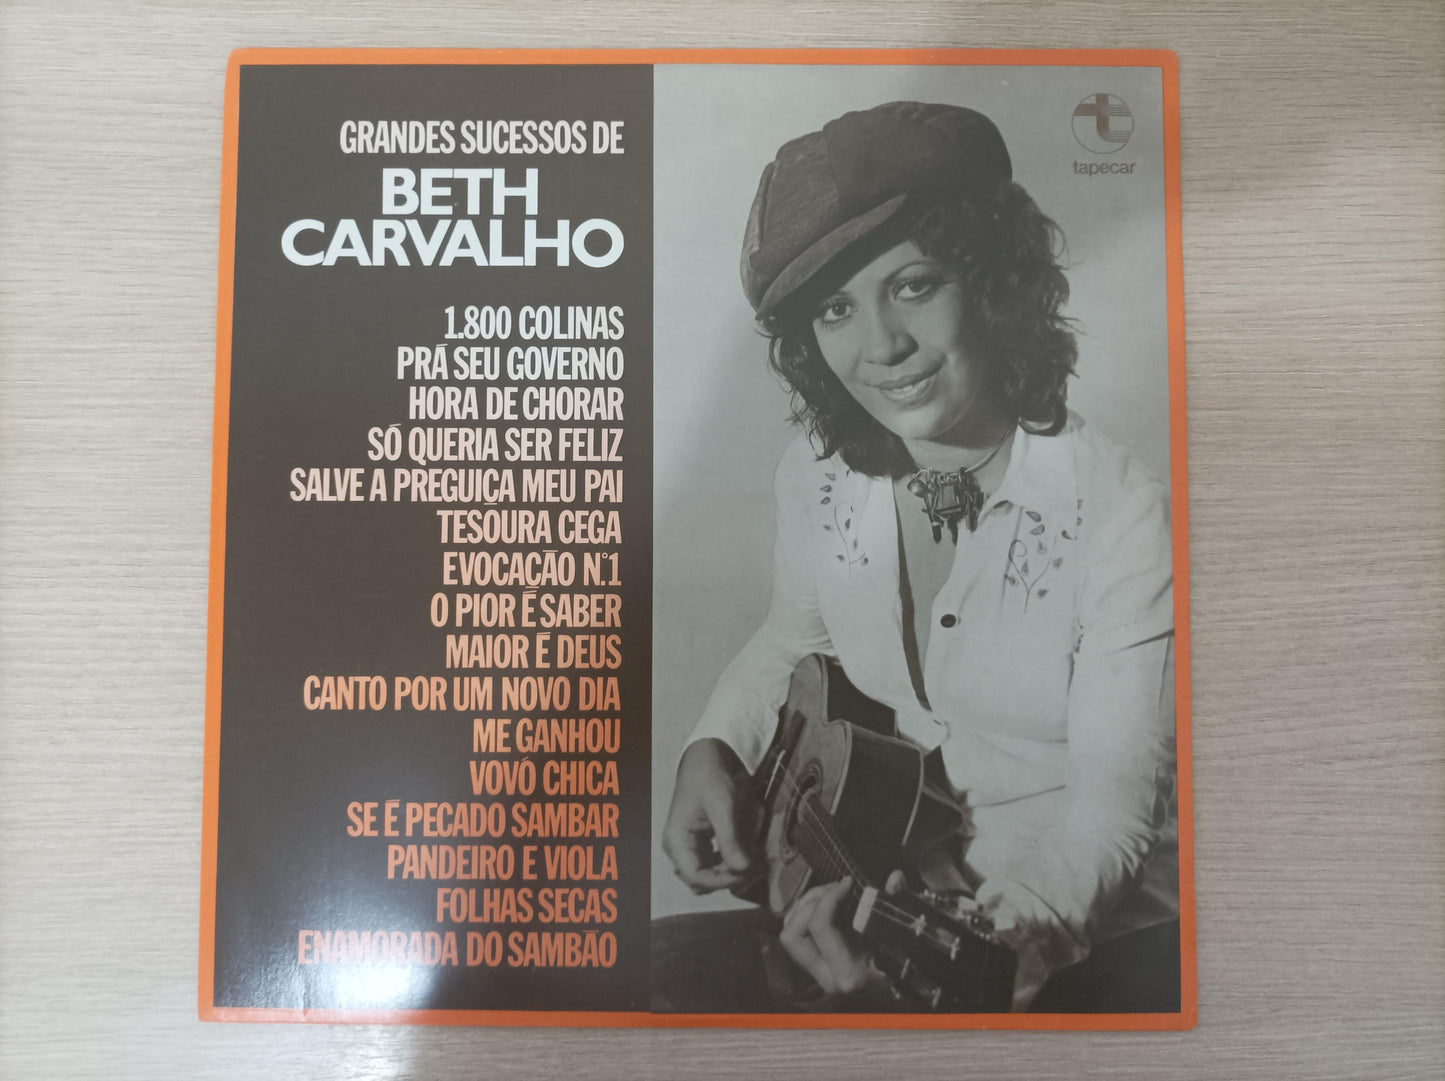 GRANDES SUCESSOS DE
BETH
CARVALHO
1.800 COLINAS
PRÁ SEU GOVERNO
HORA DE CHORAR
SÓ QUERIA SER FELIZ
SALVE A PREGUIÇA MEU PAI
TESOURA CEGA
EVOCAÇÃO N.º 1
O PIOR É SABER
MAIOR É DEUS
CANTO POR UM NOVO DIA
ME GANHOU
VOVÓ CHICA
SE É PECADO SAMBAR
PANDEIRO E VIOLA
FOLHAS SECAS
ENAMORADA DO SAMBÃO
t
tapecar